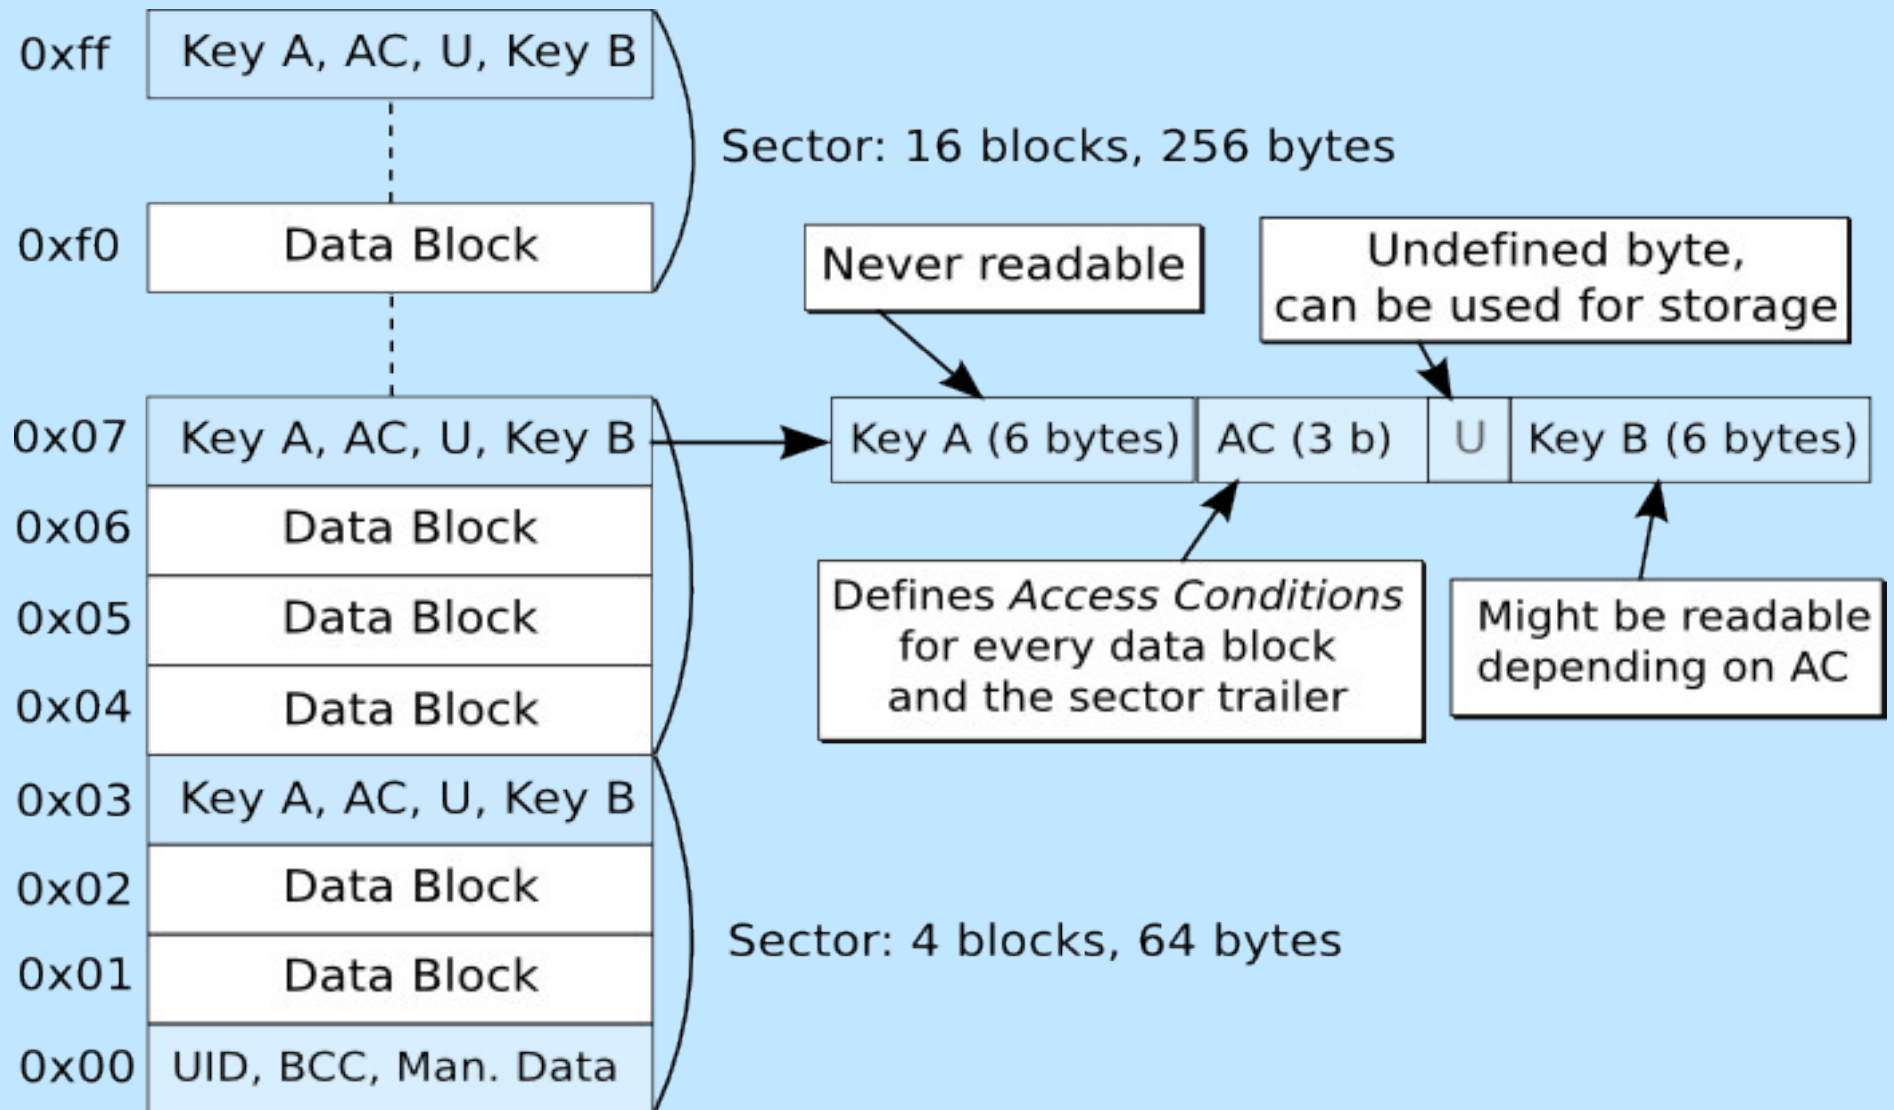 0xff
Key A, AC, U, Key B
Sector: 16 blocks, 256 bytes
0xf0
Data Block
Never readable
Undefined byte,
can be used for storage
0x07
Key A, AC, U, Key B
Key A (6 bytes)
AC (3 b)
U
Key B (6 bytes)
0x06
Data Block
0x05
Data Block
0x04
Data Block
Defines Access Conditions
for every data block
and the sector trailer
Might be readable
depending on AC
0x03
Key A, AC, U, Key B
0x02
Data Block
Sector: 4 blocks, 64 bytes
0x01
Data Block
0x00
UID, BCC, Man. Data